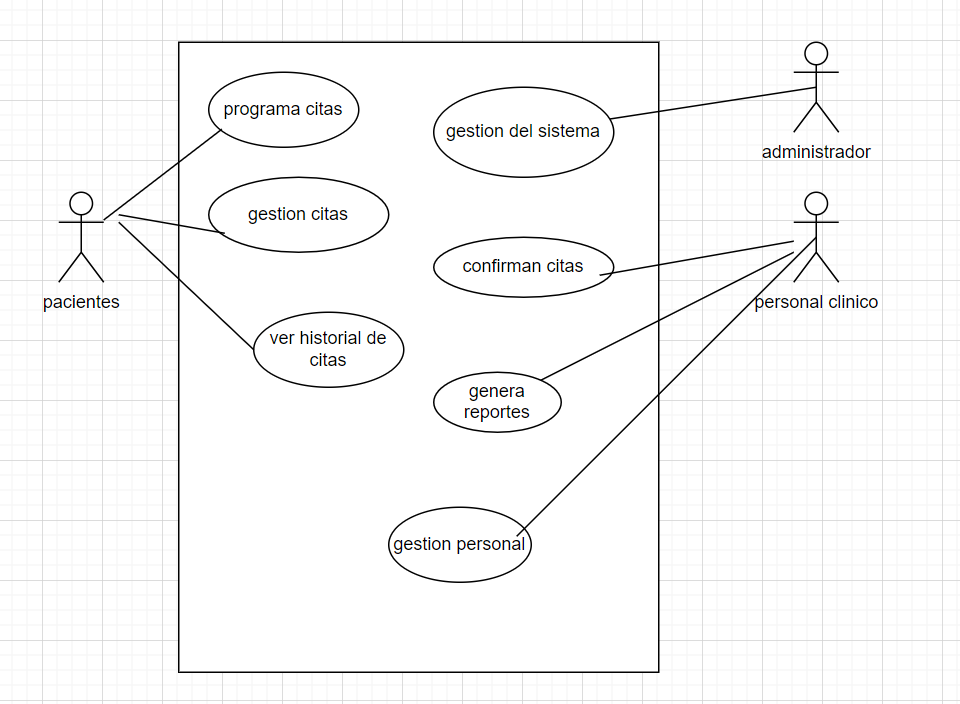 programa citas
gestion del sistema
administrador
gestion citas
pacientes
confirman citas
personal clinico
ver historial de
citas
genera
reportes
gestion personal